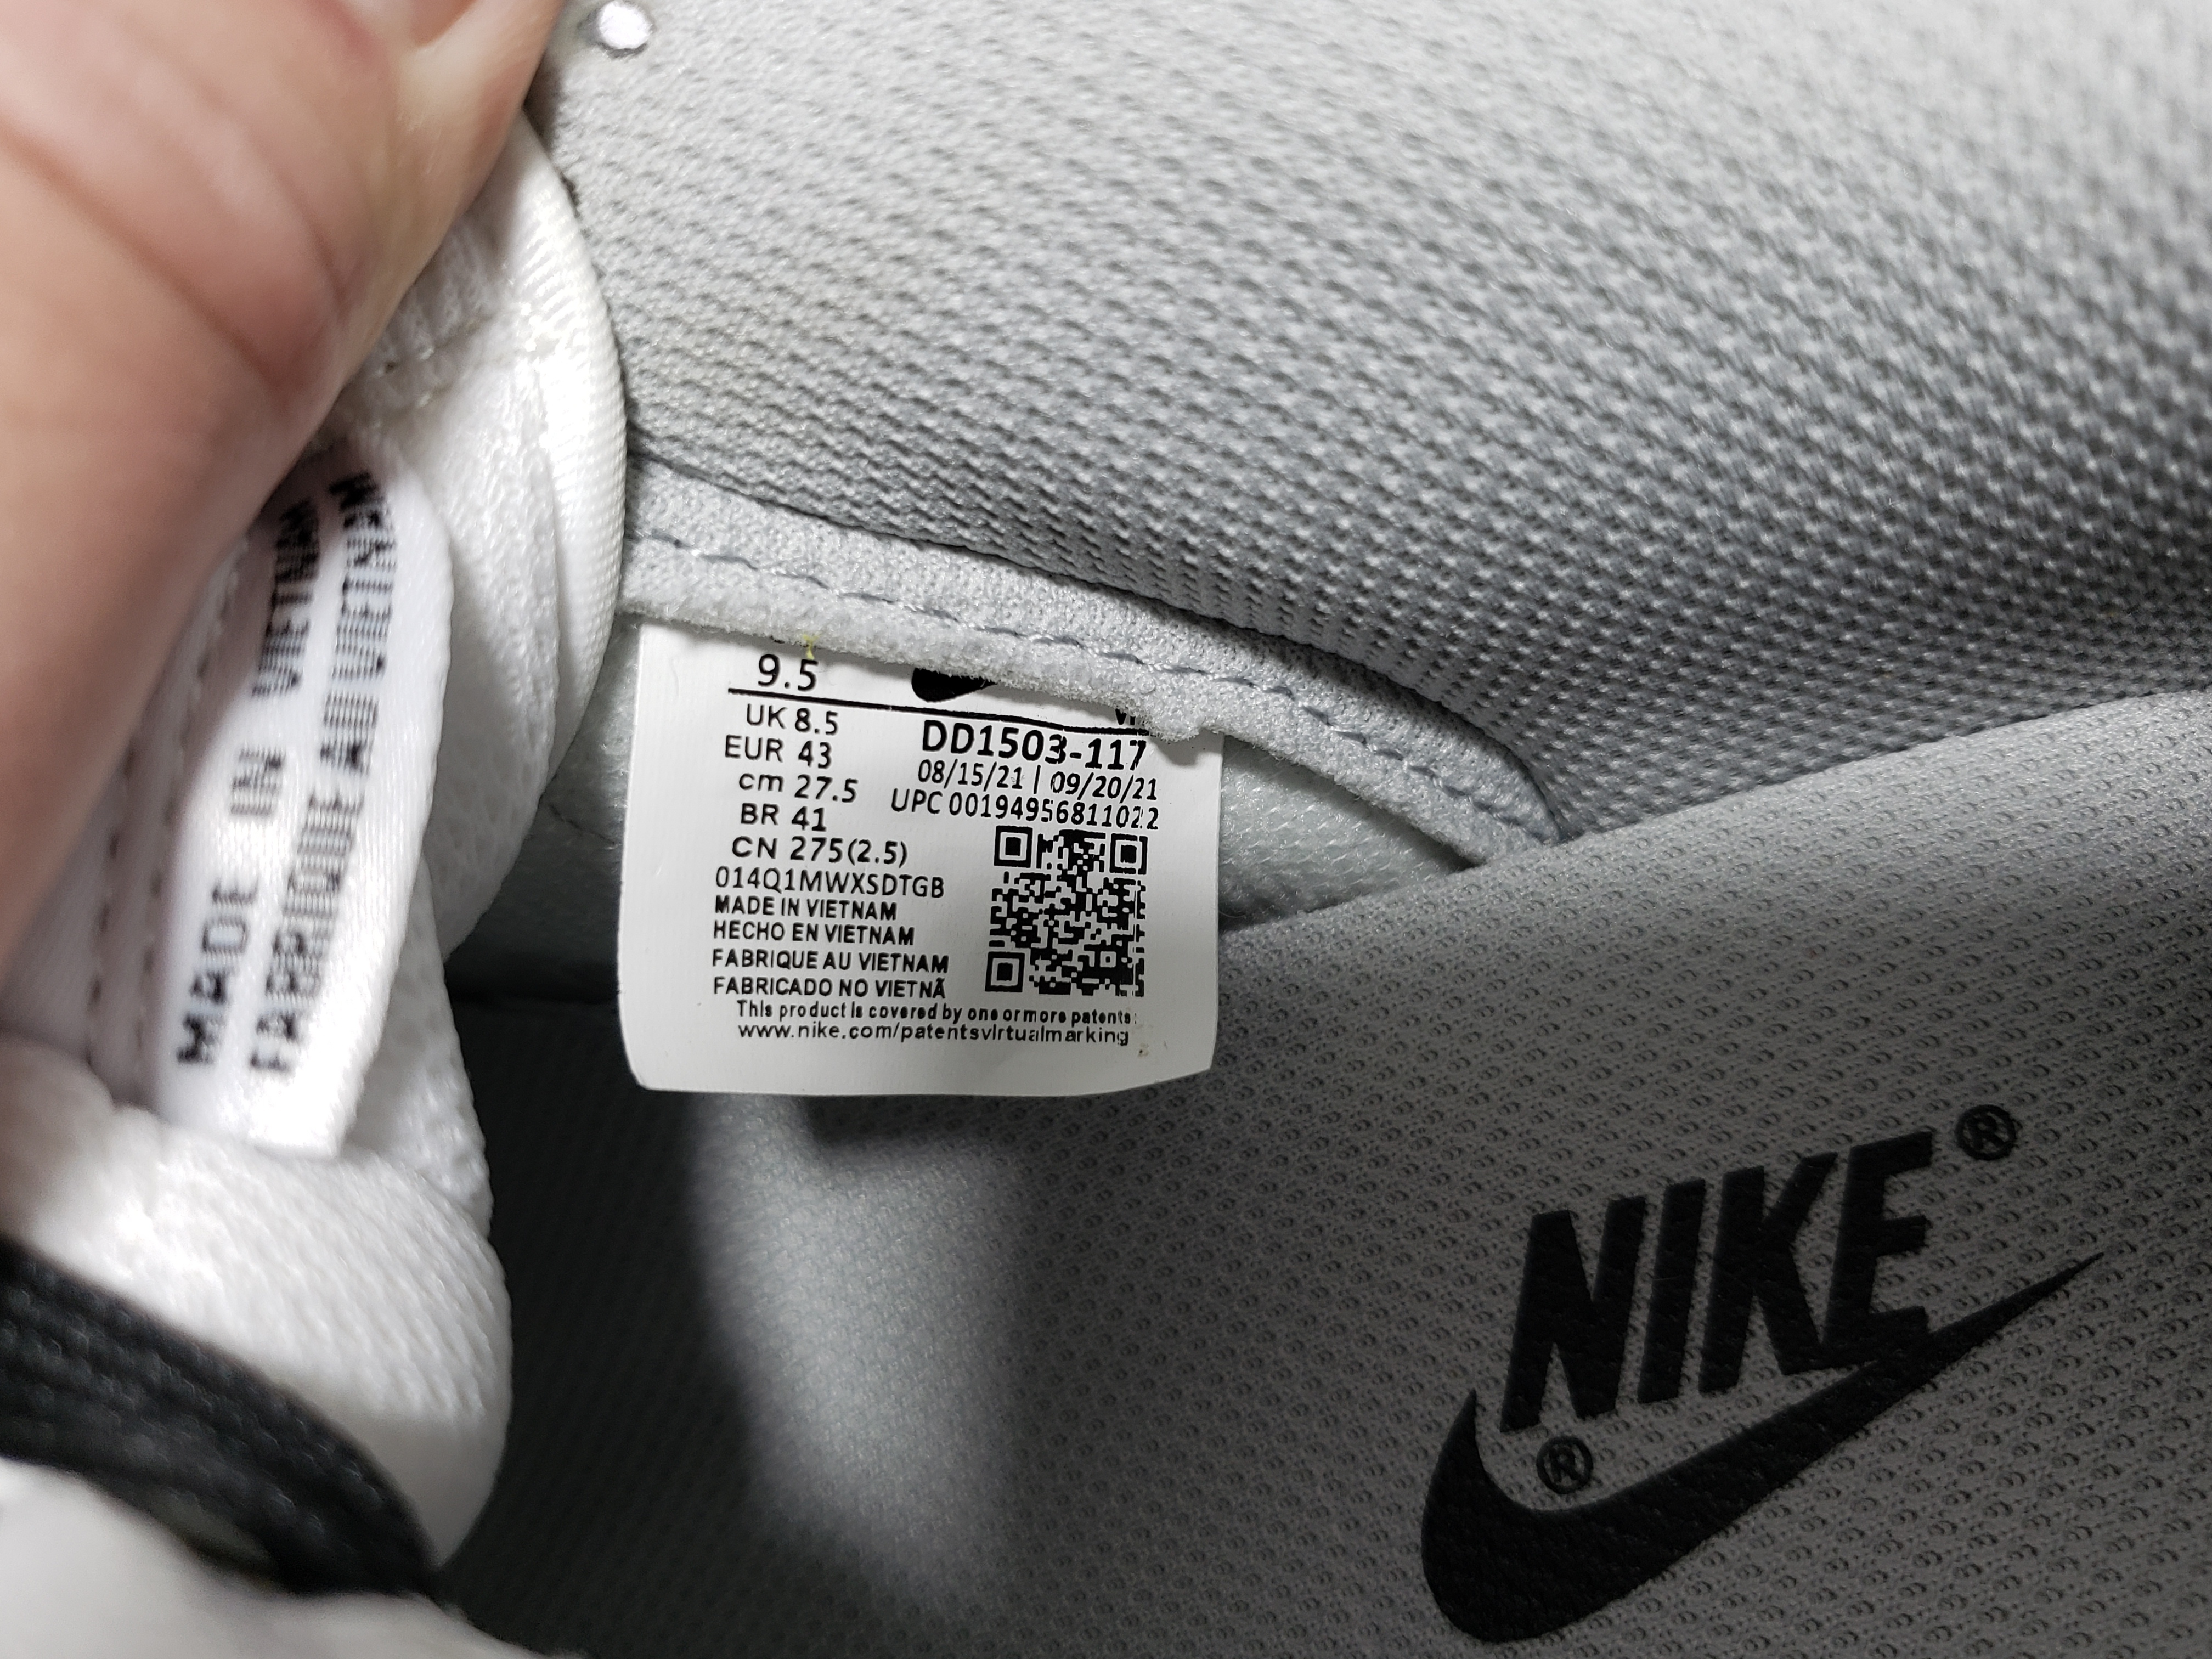 9.5
UK 8.5
EUR 43
cm 27.5
BR 41
CN 275(2.5)
014Q1MWXSDTGB
MADE IN VIETNAM
HECHO EN VIETNAM
FABRIQUE AU VIETNAM
FABRICADO NO VIETNÃ
DD1503-117
08/15/21 | 09/20/21
UPC 00194956811022
This product is covered by one or more patents:
www.nike.com/patentsvirtualmarking
MADE IN VIETNAM
FABRIQUE AU VIETNAM
NIKE ®
®